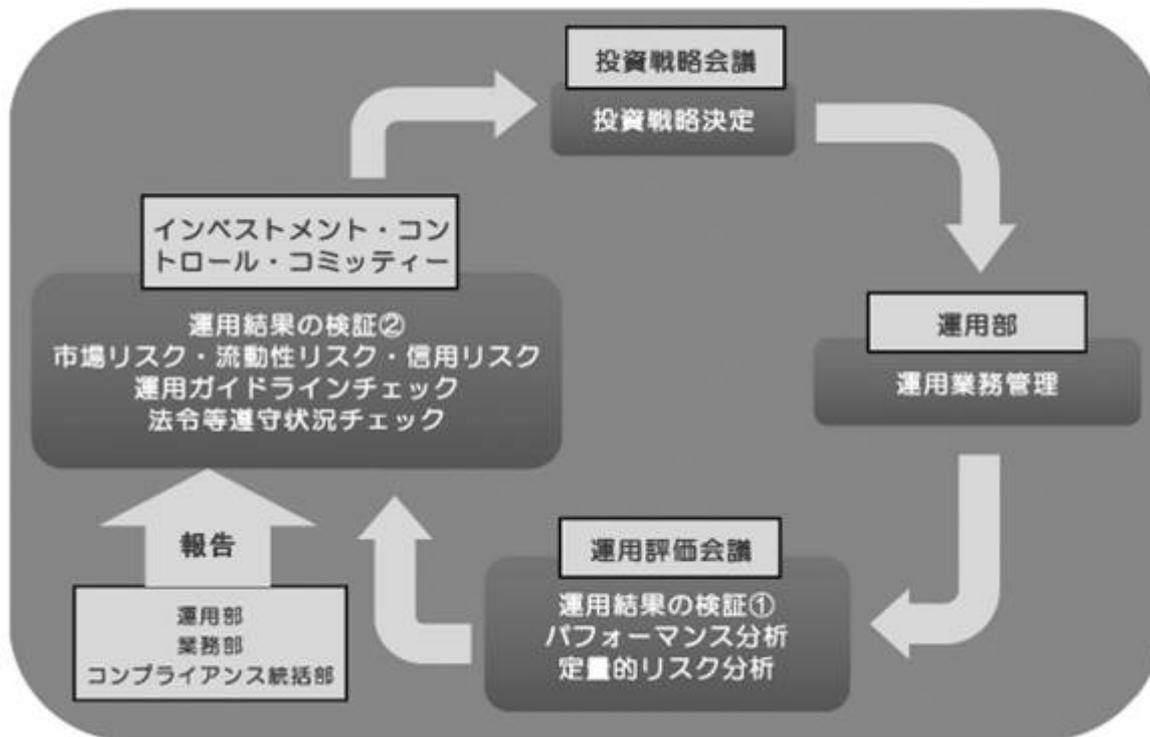 投資戦略会議
投資戦略決定
運用部
運用業務管理
運用評価会議
運用結果の検証①
パフォーマンス分析
定量的リスク分析
インベストメント・コン
トロール・コミッティー
運用結果の検証②
市場リスク・流動性リスク・信用リスク
運用ガイドラインチェック
法令等遵守状況チェック
報告
運用部
業務部
コンプライアンス統括部